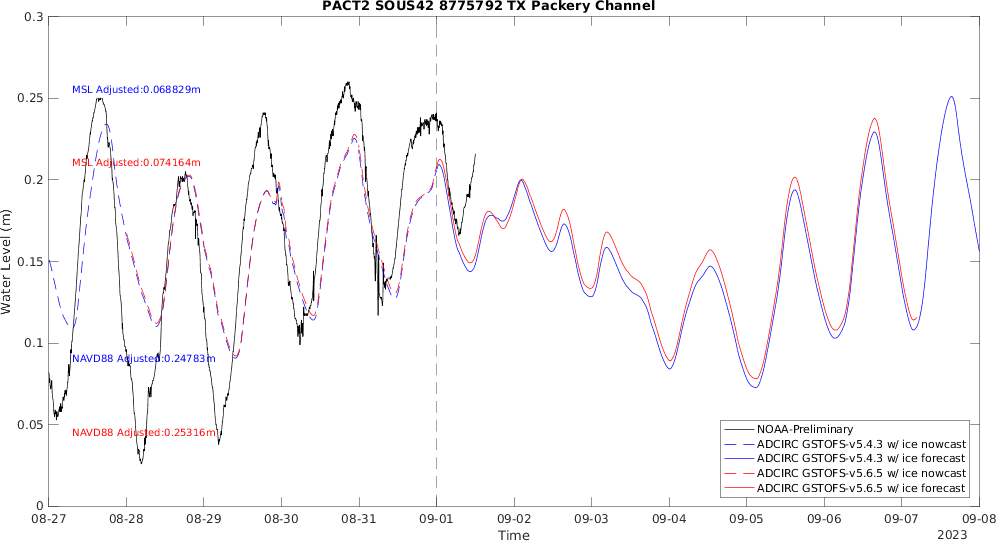 PACT2 SOUS42 8775792 TX Packery Channel
0.3
0.25
0.2
0.15
0.1
0.05
0
Water Level (m)
MSL Adjusted:0.068829m
MSL Adjusted:0.074164m
NAVD88 Adjusted:0.24783m
NAVD88 Adjusted:0.25316m
NOAA-Preliminary
ADCIRC GSTOFS-v5.4.3 w/ ice nowcast
ADCIRC GSTOFS-v5.4.3 w/ ice forecast
ADCIRC GSTOFS-v5.6.5 w/ ice nowcast
ADCIRC GSTOFS-v5.6.5 w/ ice forecast
08-27 08-28 08-29 08-30 08-31 09-01 09-02 09-03 09-04 09-05 09-06 09-07 09-08
Time
2023